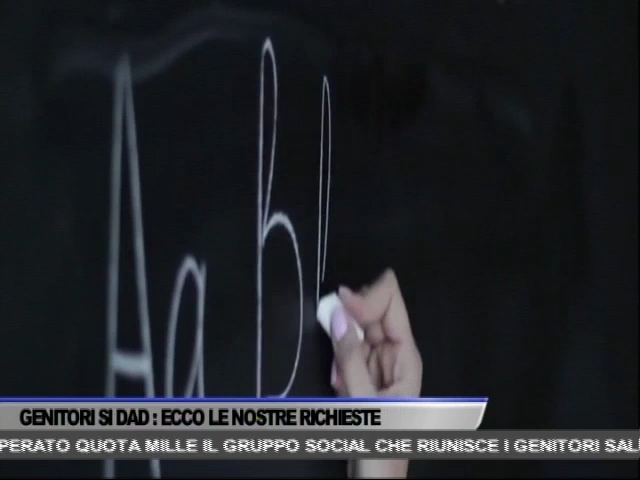 Aa b
GENITORI SI DAD : ECCO LE NOSTRE RICHIESTE
PERATO QUOTA MILLE IL GRUPPO SOCIAL CHE RIUNISCE I GENITORI SAL